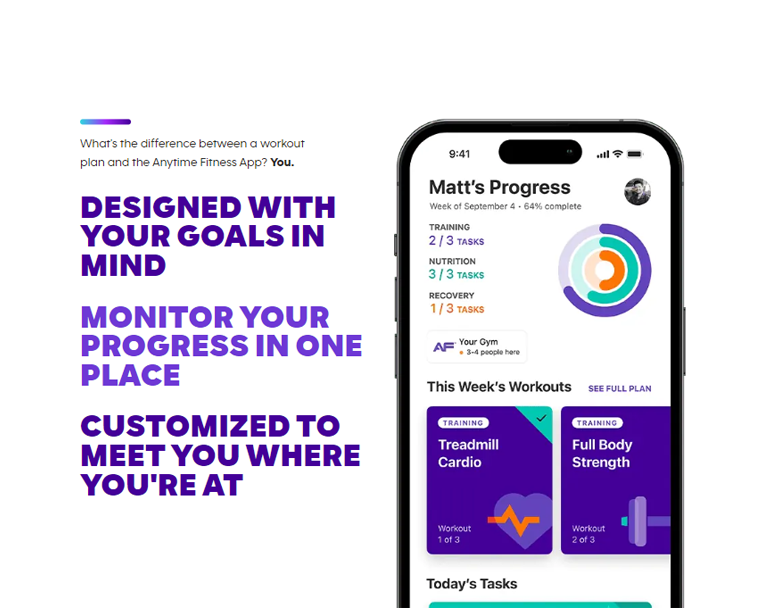 What's the difference between a workout
plan and the Anytime Fitness App? You.
DESIGNED WITH
YOUR GOALS IN
MIND
MONITOR YOUR
PROGRESS IN ONE
PLACE
CUSTOMIZED TO
MEET YOU WHERE
YOU'RE AT
9:41
Matt's Progress
Week of September 4 • 64% complete
TRAINING
2 / 3 TASKS
NUTRITION
3 / 3 TASKS
RECOVERY
1 / 3 TASKS
AF
Your Gym
3-4 people here
This Week's Workouts
SEE FULL PLAN
TRAINING
Treadmill
Cardio
Workout
1 of 3
TRAINING
Full Body
Strength
Workout
2 of 3
Today's Tasks